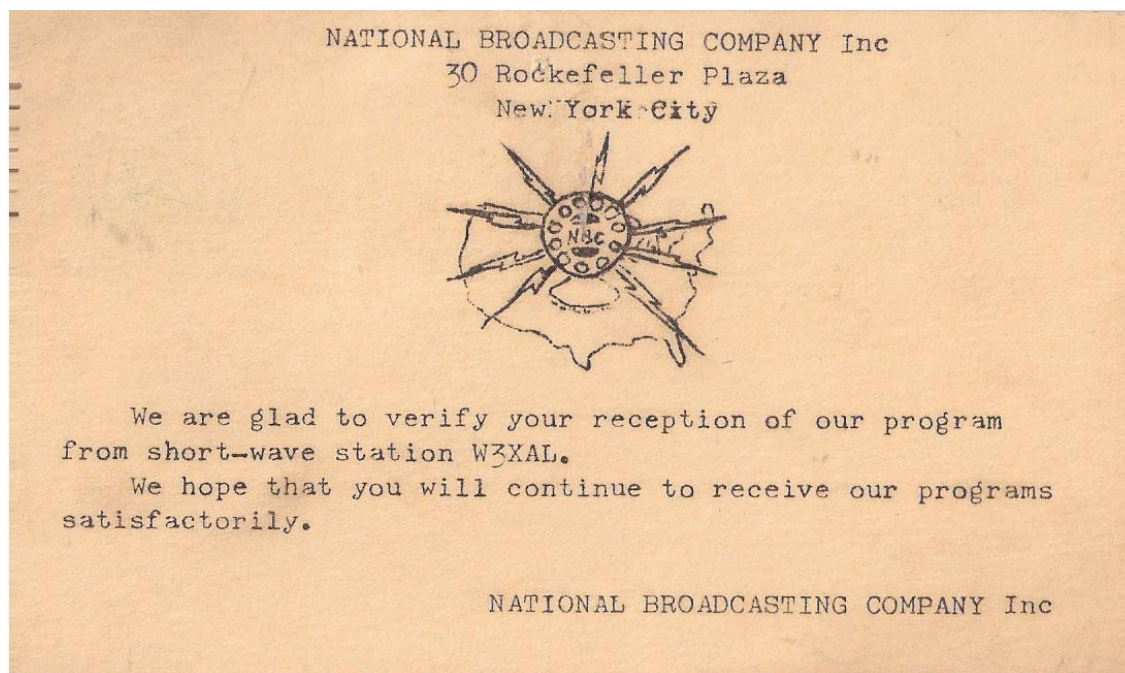 NATIONAL BROADCASTING COMPANY Inc
30 Rockefeller Plaza
New York City
NBC
We are glad to verify your reception of our program
from short-wave station W3XAL.
We hope that you will continue to receive our programs
satisfactorily.
NATIONAL BROADCASTING COMPANY Inc